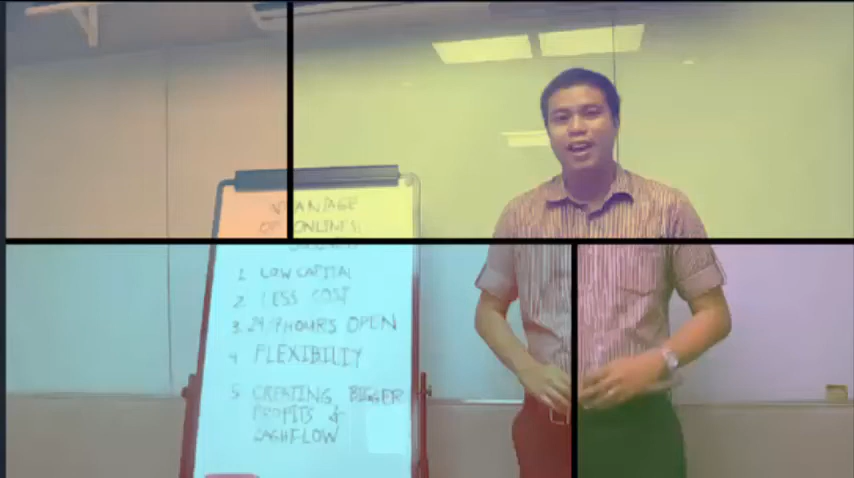 OF ONLINE
1. LOW CAPITAL
2. LESS COST
3. 24/7 HOURS OPEN
4 FLEXIBILITY
5 CREATING BIGGER
PROFITS &
CASHFLOW